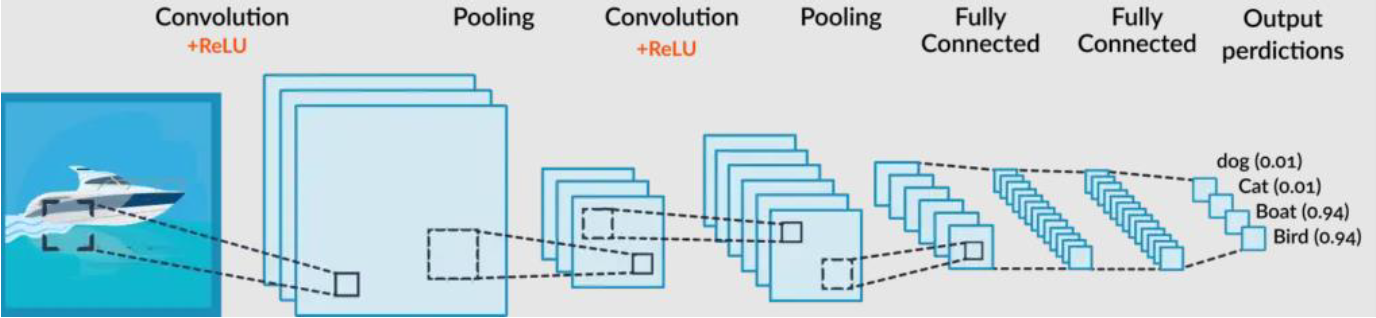 Convolution
+ReLU
Pooling
Convolution
+ReLU
Pooling
Fully
Connected
Fully
Connected
Output
perdictions
dog (0.01)
Cat (0.01)
Boat (0.94)
Bird (0.94)